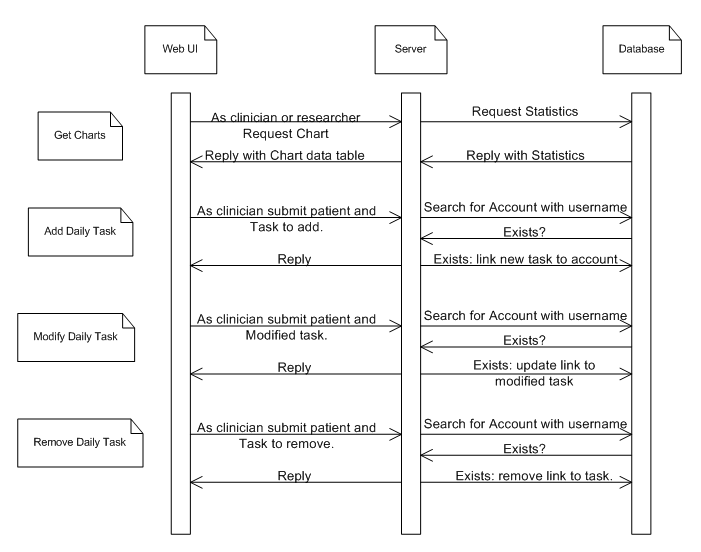 Web UI
Server
Database
Get Charts
As clinician or researcher
Request Chart
Request Statistics
Reply with Chart data table
Reply with Statistics
Add Daily Task
As clinician submit patient and
Task to add.
Search for Account with username
Exists?
Reply
Exists: link new task to account
Modify Daily Task
As clinician submit patient and
Modified task.
Search for Account with username
Exists?
Reply
Exists: update link to
modified task
Remove Daily Task
As clinician submit patient and
Task to remove.
Search for Account with username
Exists?
Reply
Exists: remove link to task.